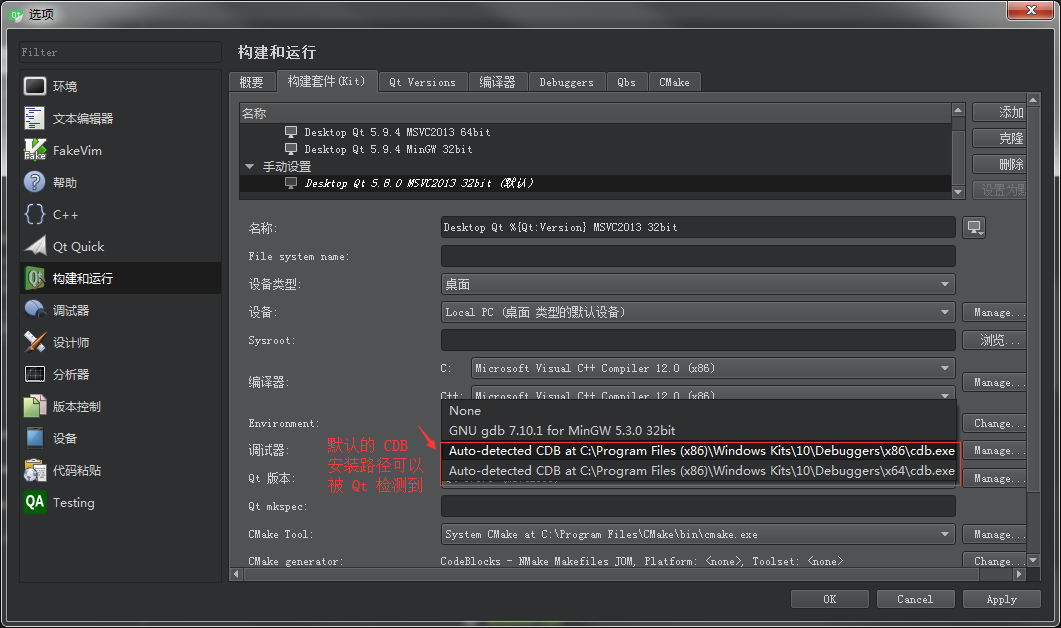 选项
Filter
环境
文本编辑器
FakeVim
帮助
C++
Qt Quick
构建和运行
调试器
设计师
分析器
版本控制
设备
代码粘贴
Testing
构建和运行
概要 构建套件(Kit) Qt Versions 编译器 Debuggers Qbs CMake
名称
Desktop Qt 5.9.4 MSVC2013 64bit
Desktop Qt 5.9.4 MinGW 32bit
手动设置
Desktop Qt 5.8.0 MSVC2013 32bit (默认)
添加
克隆
删除
设置为默
名称: Desktop Qt %{Qt:Version} MSVC2013 32bit
File system name:
设备类型: 桌面
设备: Local PC (桌面 类型的默认设备) Manage...
Sysroot: 浏览...
编译器: C: Microsoft Visual C++ Compiler 12.0 (x86)
C++: Microsoft Visual C++ Compiler 12.0 (x86) Manage...
Environment: Change...
调试器: Manage...
None
GNU gdb 7.10.1 for MinGW 5.3.0 32bit
Auto-detected CDB at C:\Program Files (x86)\Windows Kits\10\Debuggers\x86\cdb.exe
Auto-detected CDB at C:\Program Files (x86)\Windows Kits\10\Debuggers\x64\cdb.exe
默认的 CDB
安装路径可以
被 Qt 检测到
Qt 版本: Manage...
Qt mkspec:
CMake Tool: System CMake at C:\Program Files\CMake\bin\cmake.exe Manage...
CMake generator: CodeBlocks - NMake Makefiles JOM, Platform: <none>, Toolset: <none> Change...
OK Cancel Apply